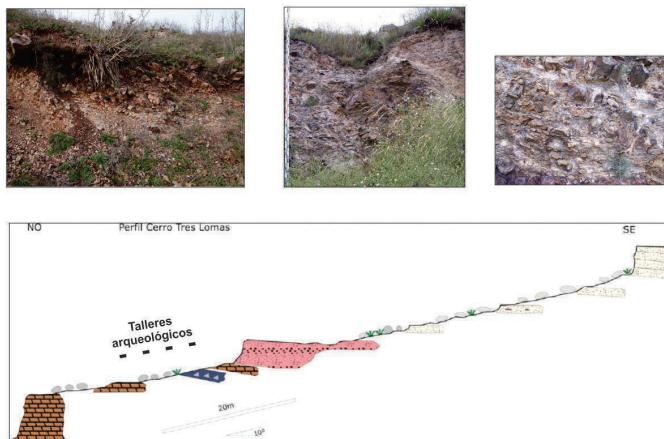 NO Perfil Cerro Tres Lomas SE
Talleres
arqueológicos
20m
10º